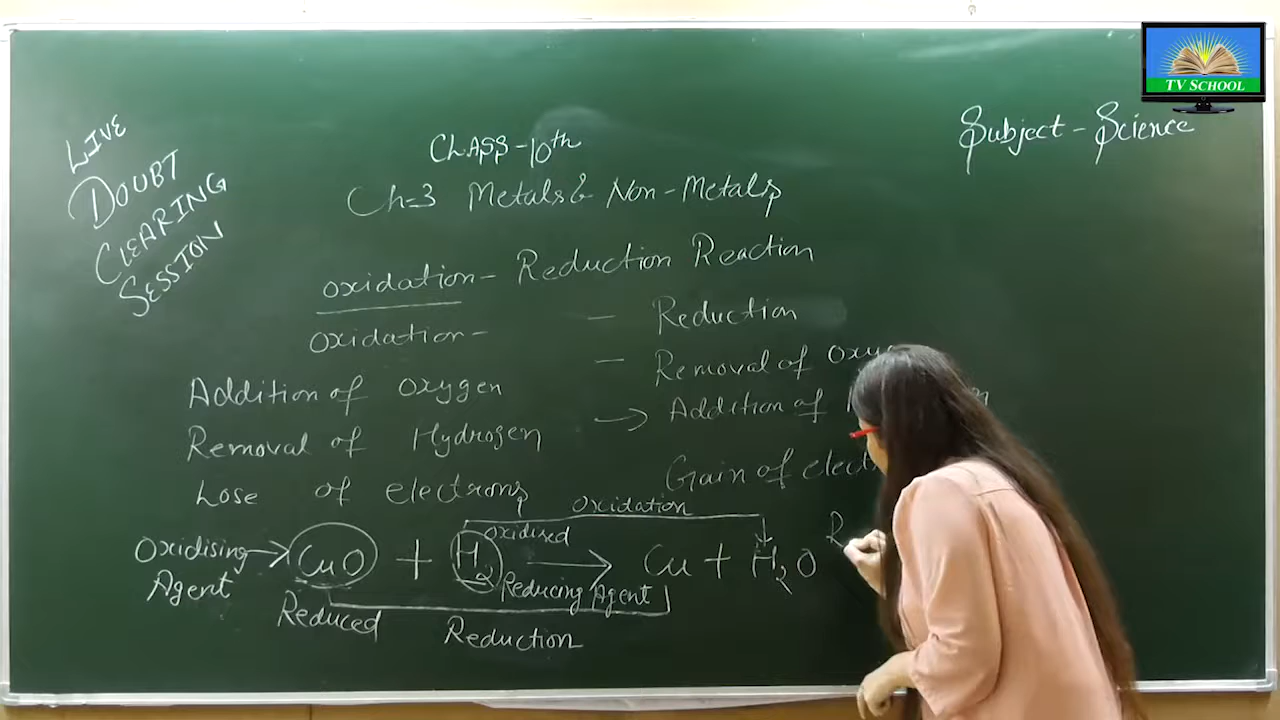 TV SCHOOL
LIVE
DOUBT
CLEARING
SESSION
CLASS-10th
Subject - Science
Ch=3 Metals & Non-Metals
Oxidation - Reduction Reaction
Oxidation -
- Reduction
Addition of Oxygen
- Removal of
Removal of Hydrogen
→ Addition of
Lose of electrons
Gain of
Oxidation
Oxidising Agent → CuO + H2 → Cu + H2O
Oxidised
Reducing Agent
Reduced
Reduction